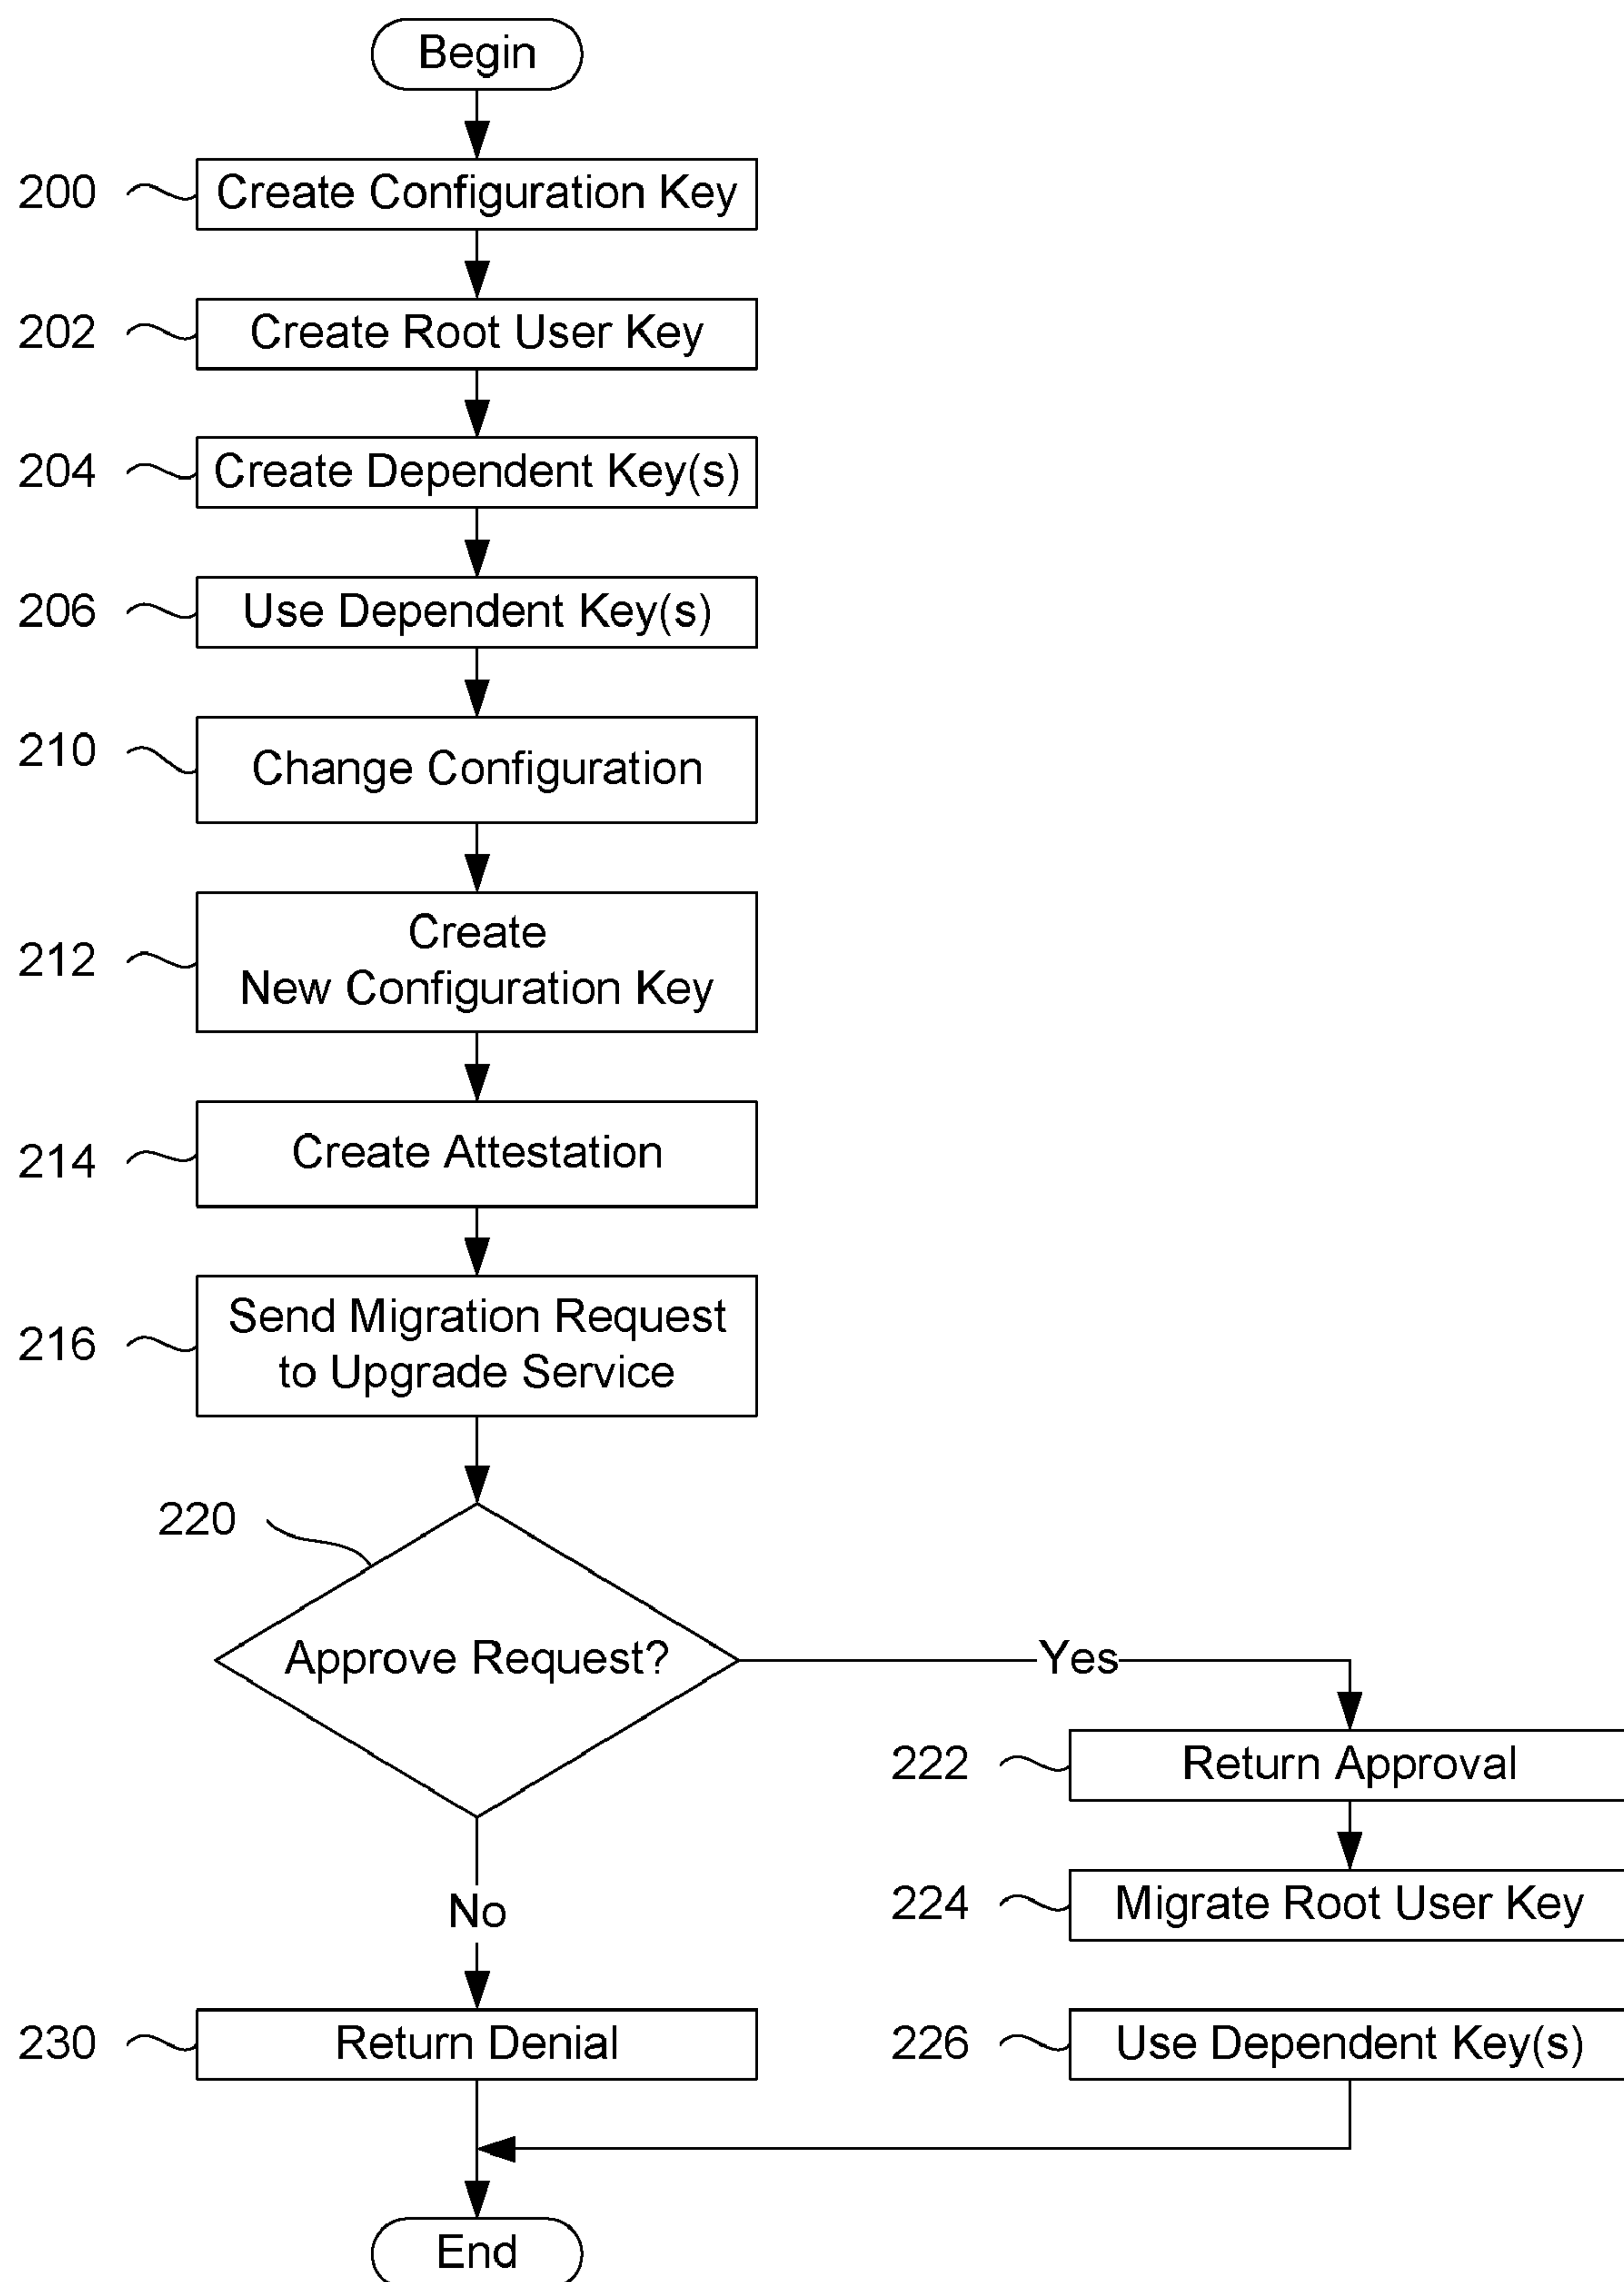 Begin
200 Create Configuration Key
202 Create Root User Key
204 Create Dependent Key(s)
206 Use Dependent Key(s)
210 Change Configuration
212 Create
New Configuration Key
214 Create Attestation
216 Send Migration Request
to Upgrade Service
220
Approve Request? Yes
222 Return Approval
No
224 Migrate Root User Key
230 Return Denial
226 Use Dependent Key(s)
End